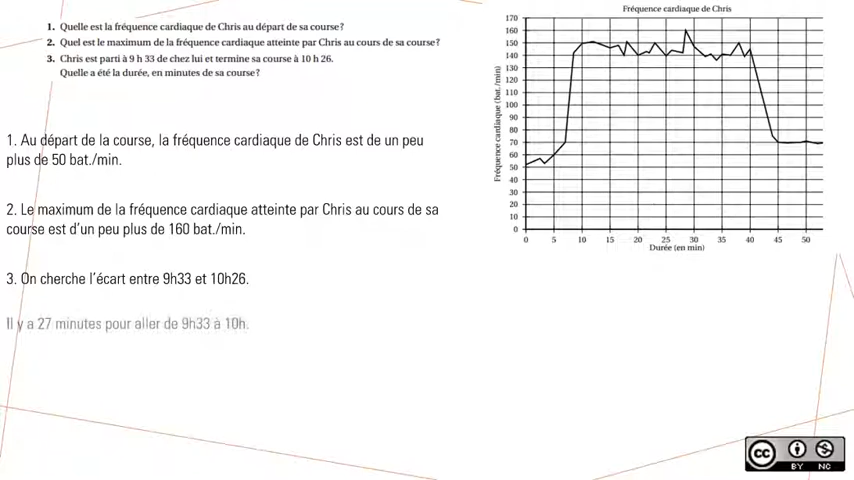 1. Quelle est la fréquence cardiaque de Chris au départ de sa course?
2. Quel est le maximum de la fréquence cardiaque atteinte par Chris au cours de sa course?
3. Chris est parti à 9 h 33 de chez lui et termine sa course à 10 h 26.
Quelle a été la durée, en minutes de sa course?
1. Au départ de la course, la fréquence cardiaque de Chris est de un peu
plus de 50 bat./min.
2. Le maximum de la fréquence cardiaque atteinte par Chris au cours de sa
course est d'un peu plus de 160 bat./min.
3. On cherche l'écart entre 9h33 et 10h26.
Il y a 27 minutes pour aller de 9h33 à 10h.
Fréquence cardiaque de Chris
Fréquence cardiaque (bat./min)
170
160
150
140
130
120
110
100
90
80
70
60
50
40
30
20
10
0
0 5 10 15 20 25 30 35 40 45 50
Durée (en min)
cc
BY NC